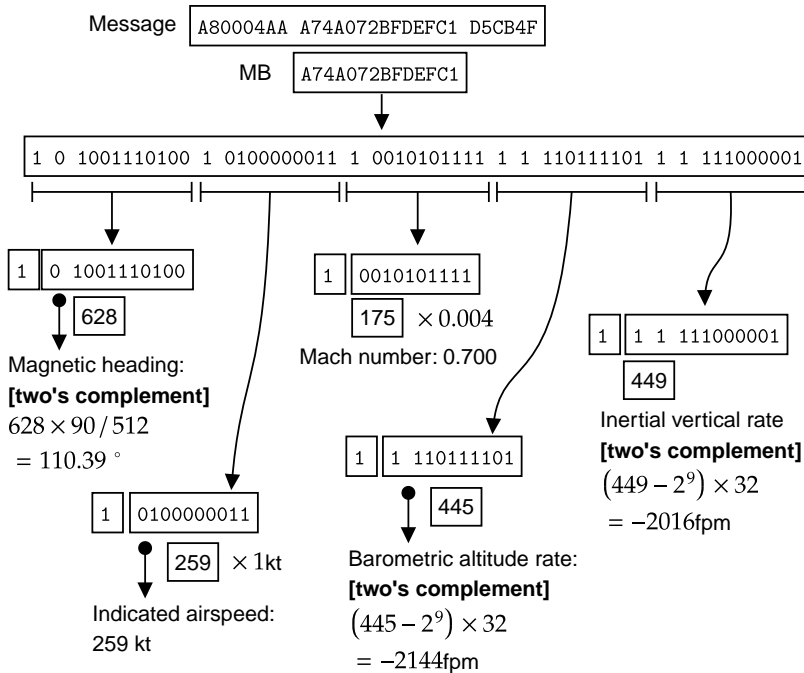 Message A80004AA A74A072BFDEFC1 D5CB4F
MB A74A072BFDEFC1
1 0 1001110100 1 0100000011 1 0010101111 1 1 110111101 1 1 111000001
1 0 1001110100
628
Magnetic heading:
[two's complement]
628 × 90 / 512
= 110.39 °
1 0100000011
259 × 1kt
Indicated airspeed:
259 kt
1 0010101111
175 × 0.004
Mach number: 0.700
1 1 110111101
445
Barometric altitude rate:
[two's complement]
(445 − 2⁹) × 32
= −2144fpm
1 1 1 111000001
449
Inertial vertical rate
[two's complement]
(449 − 2⁹) × 32
= −2016fpm